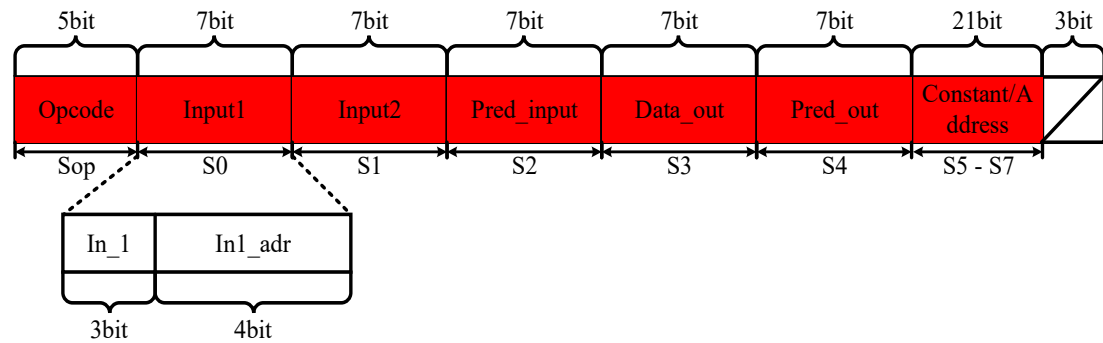 5bit 7bit 7bit 7bit 7bit 7bit 21bit 3bit
Opcode Input1 Input2 Pred_input Data_out Pred_out Constant/A
ddress
Sop S0 S1 S2 S3 S4 S5 - S7
In_1 In1_adr
3bit 4bit